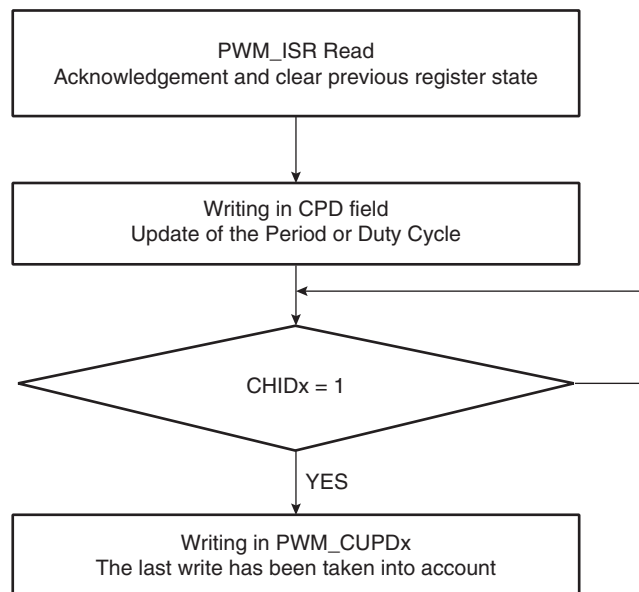 PWM_ISR Read
Acknowledgement and clear previous register state
Writing in CPD field
Update of the Period or Duty Cycle
CHIDx = 1
YES
Writing in PWM_CUPDx
The last write has been taken into account